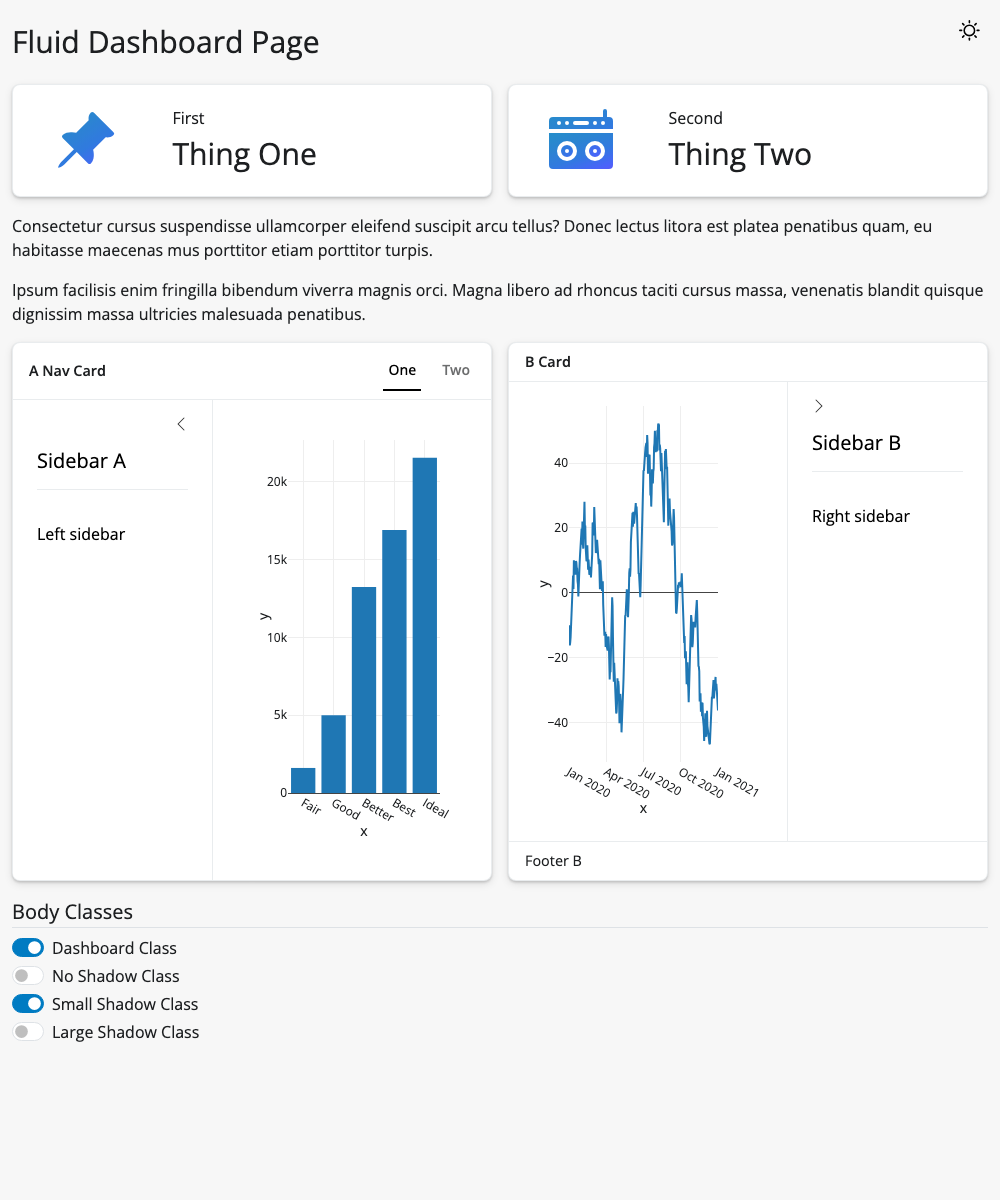 Fluid Dashboard Page
First
Thing One
Second
Thing Two
Consectetur cursus suspendisse ullamcorper eleifend suscipit arcu tellus? Donec lectus litora est platea penatibus quam, eu
habitasse maecenas mus porttitor etiam porttitor turpis.
Ipsum facilisis enim fringilla bibendum viverra magnis orci. Magna libero ad rhoncus taciti cursus massa, venenatis blandit quisque
dignissim massa ultricies malesuada penatibus.
A Nav Card
One
Two
Sidebar A
Left sidebar
20k
15k
10k
5k
0
y
Fair
Good
Better
Best
Ideal
x
B Card
40
20
0
−20
−40
y
Jan 2020
Apr 2020
Jul 2020
Oct 2020
Jan 2021
x
Sidebar B
Right sidebar
Footer B
Body Classes
Dashboard Class
No Shadow Class
Small Shadow Class
Large Shadow Class